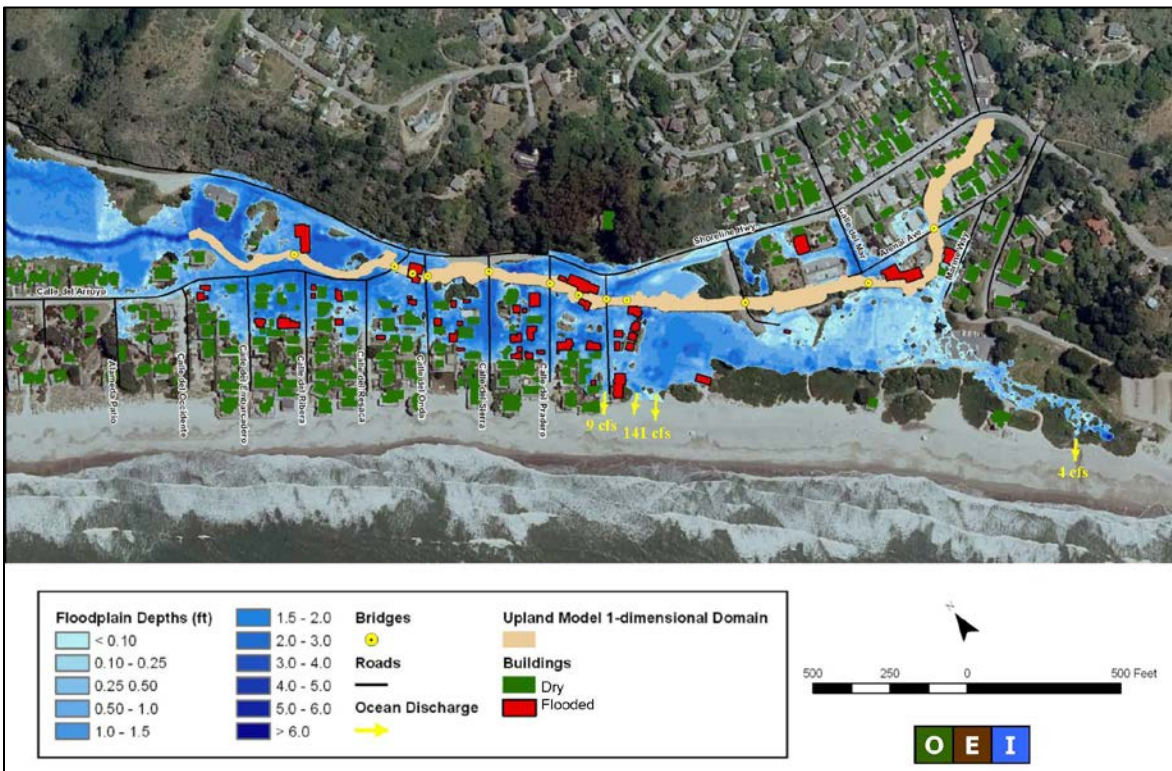 Shoreline Hwy.
Calle del Mar
Arenal Ave
Calle del Arroyo
Alameda Patio
Calle del Occidente
Calle del Embarcadero
Calle del Ribera
Calle del Resaca
Calle del Onda
Calle del Sierra
Calle del Pradero
9 cfs
141 cfs
4 cfs
Floodplain Depths (ft)
< 0.10
0.10 - 0.25
0.25 0.50
0.50 - 1.0
1.0 - 1.5
1.5 - 2.0
2.0 - 3.0
3.0 - 4.0
4.0 - 5.0
5.0 - 6.0
> 6.0
Bridges
Roads
Ocean Discharge
Upland Model 1-dimensional Domain
Buildings
Dry
Flooded
500 250 0 500 Feet
O E I